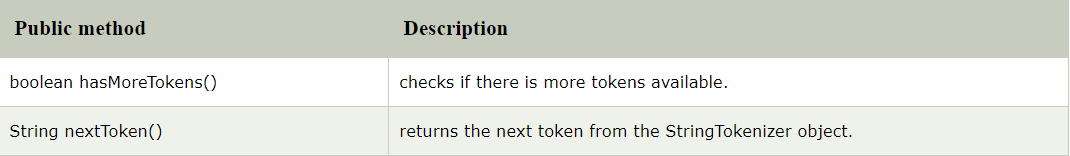 Public method Description
boolean hasMoreTokens() checks if there is more tokens available.
String nextToken() returns the next token from the StringTokenizer object.